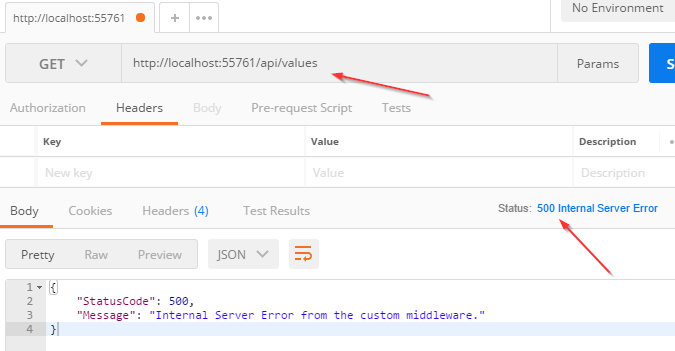 http://localhost:55761
+
•••
No Environment
GET
http://localhost:55761/api/values
Params
S
Authorization
Headers
Body
Pre-request Script
Tests
Key
Value
Description
New key
Value
Description
Body
Cookies
Headers (4)
Test Results
Status: 500 Internal Server Error
Pretty
Raw
Preview
JSON
1 {
2 "StatusCode": 500,
3 "Message": "Internal Server Error from the custom middleware."
4 }